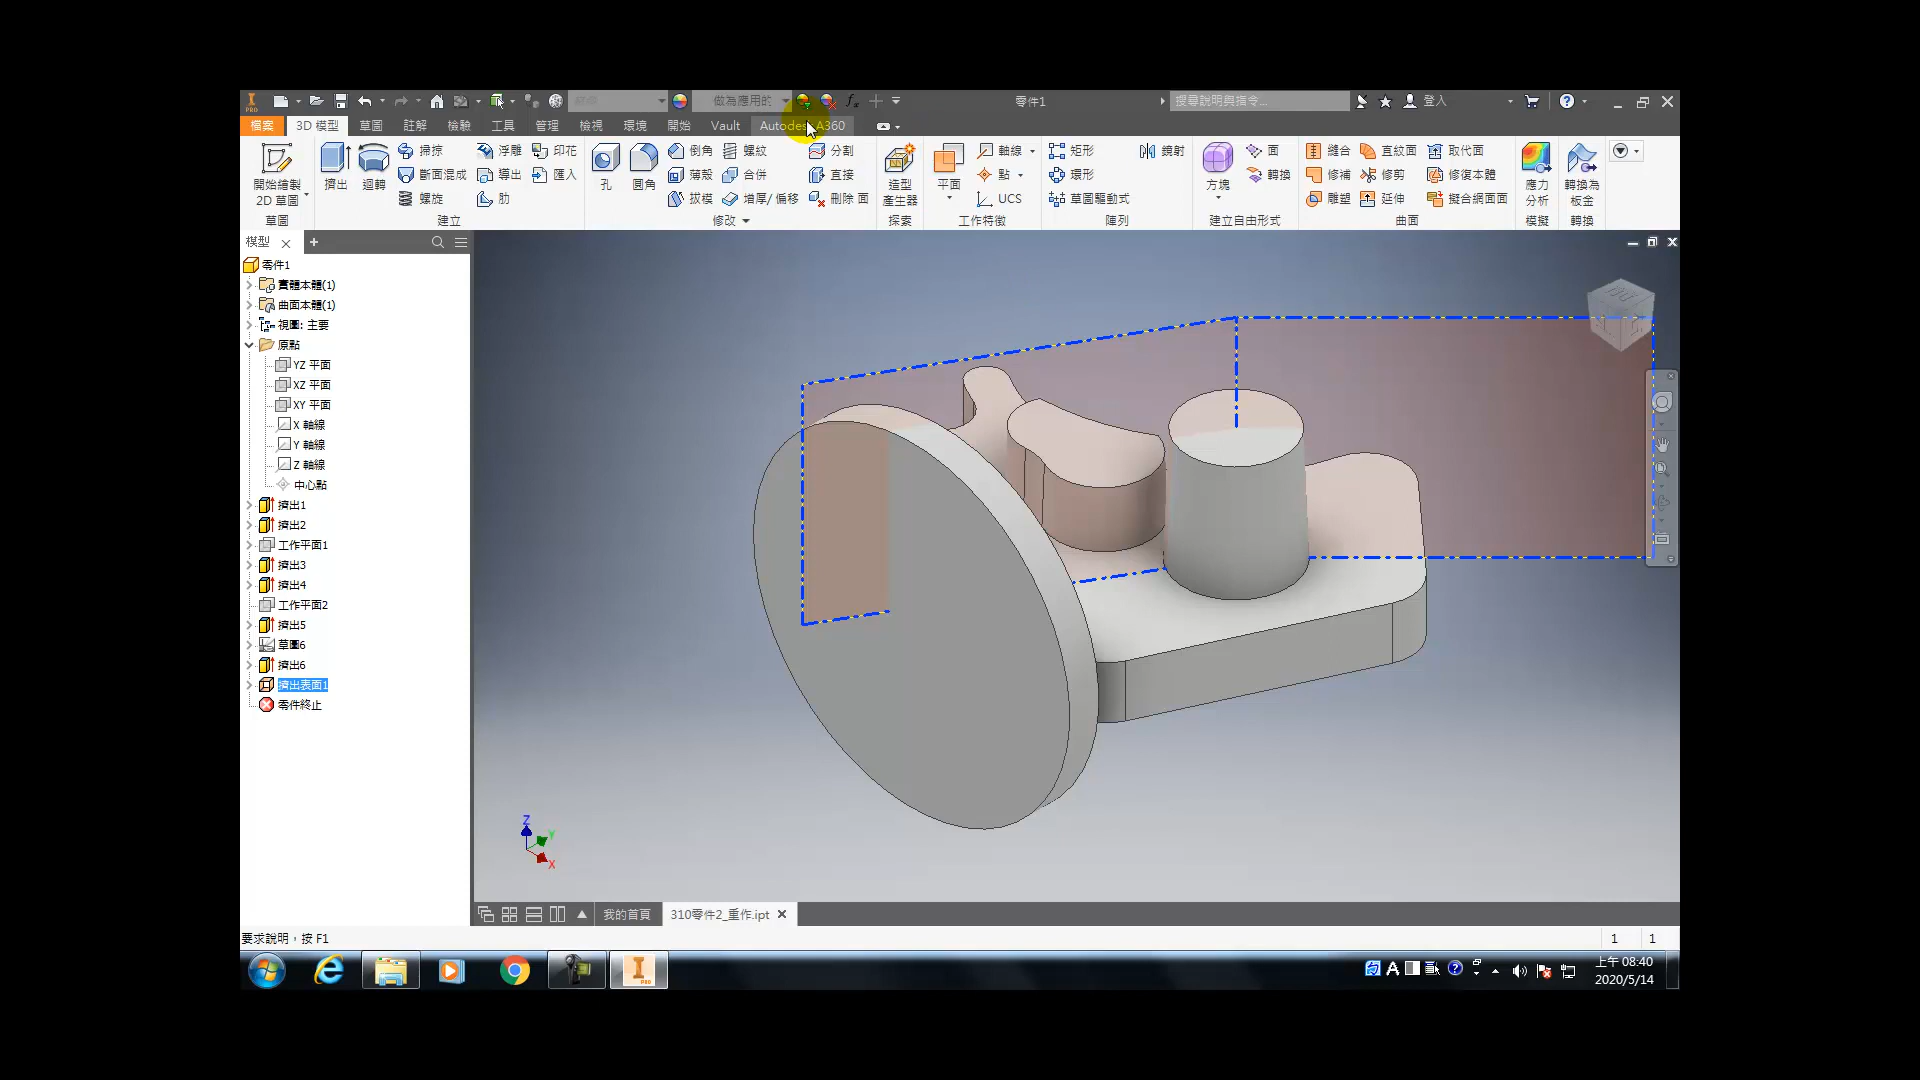 PRO
做為應用的
零件1
搜尋說明與指令...
登入
檔案
3D 模型
草圖
註解
檢驗
工具
管理
檢視
環境
開始
Vault
Autodesk A360
開始繪製
2D 草圖
草圖
擠出
迴轉
掃掠
斷面混成
螺旋
浮雕
導出
肋
印花
匯入
建立
孔
圓角
倒角
薄殼
拔模
螺紋
合併
增厚/ 偏移
分割
直接
刪除 面
修改
造型
產生器
探索
平面
軸線
點
UCS
工作特徵
矩形
環形
草圖驅動式
鏡射
陣列
方塊
面
轉換
建立自由形式
縫合
修補
雕塑
直紋面
修剪
延伸
取代面
修復本體
擬合網面面
曲面
應力
分析
模擬
轉換為
板金
轉換
模型
零件1
實體本體(1)
曲面本體(1)
視圖: 主要
原點
YZ 平面
XZ 平面
XY 平面
X 軸線
Y 軸線
Z 軸線
中心點
擠出1
擠出2
工作平面1
擠出3
擠出4
工作平面2
擠出5
草圖6
擠出6
擠出表面1
零件終止
Z
Y
X
我的首頁
310零件2_重作.ipt
要求說明，按 F1
1
1
A
上午 08:40
2020/5/14